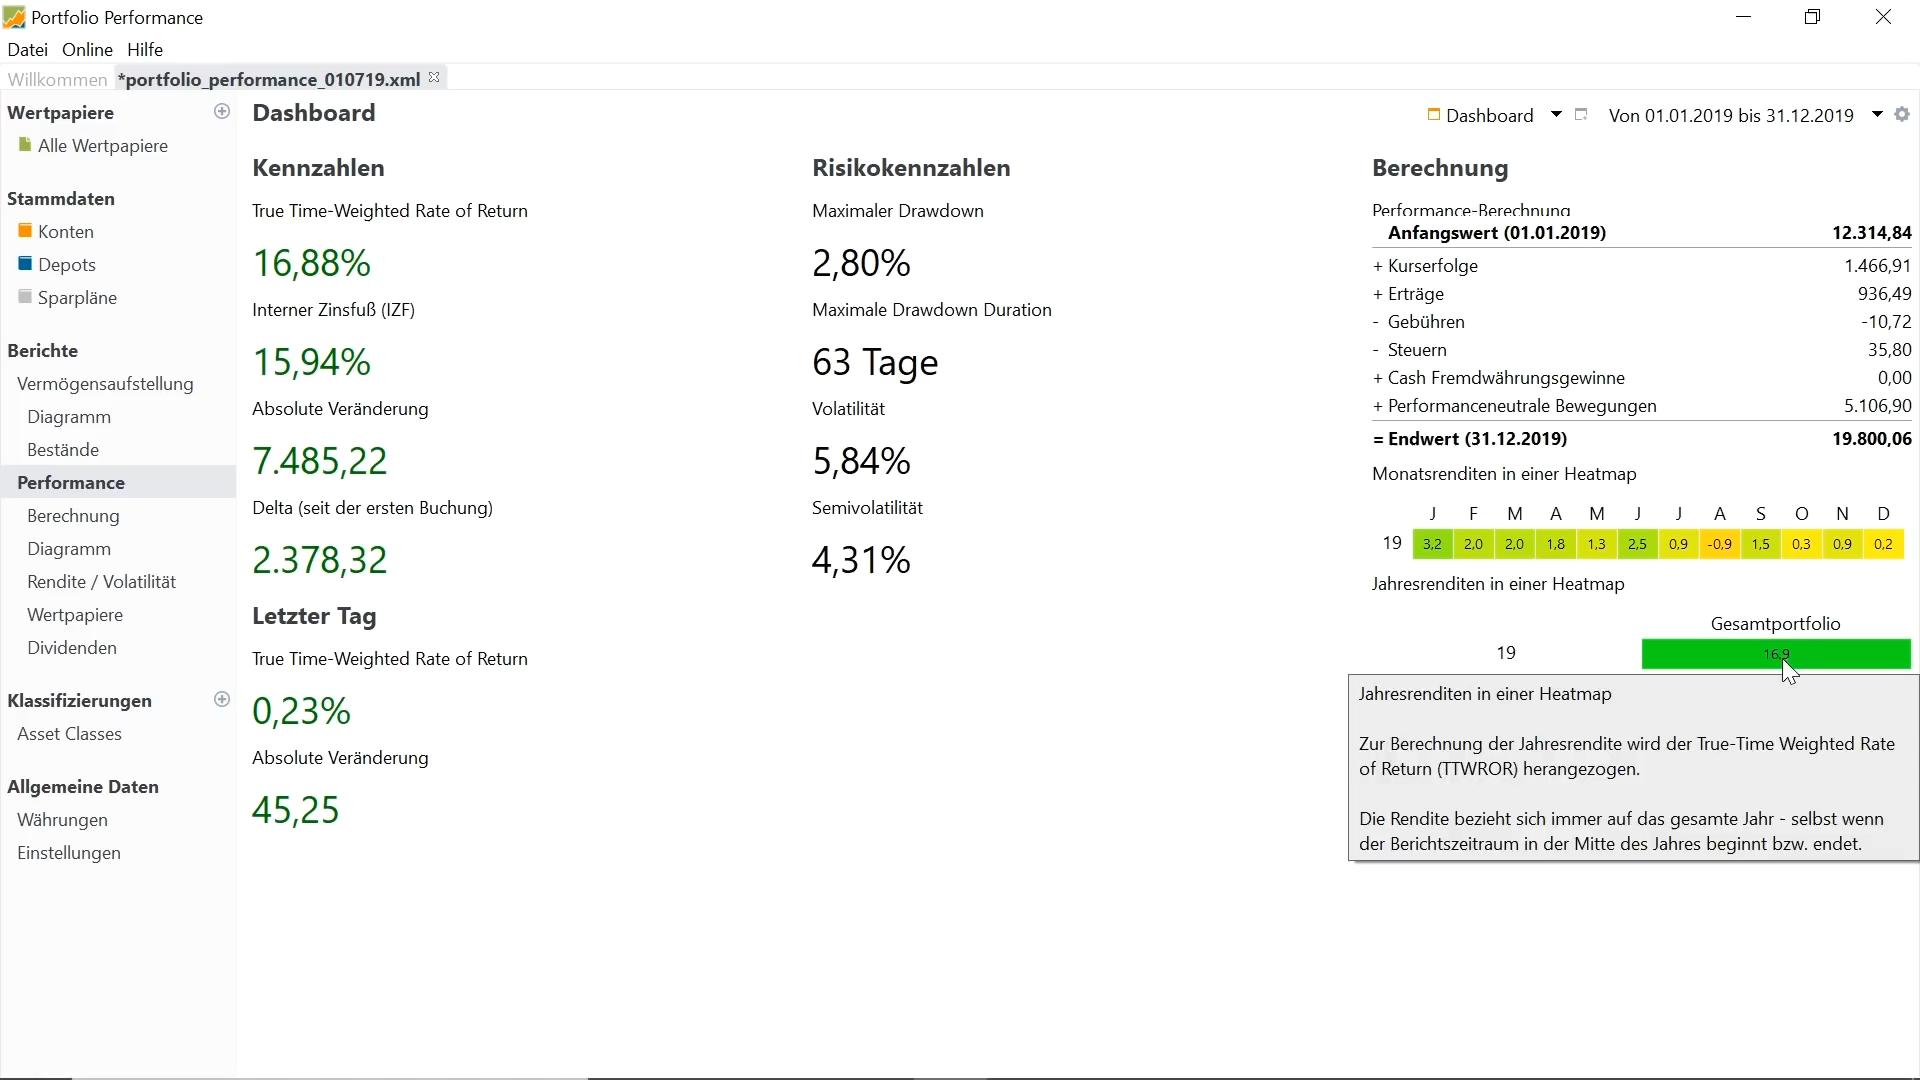 Portfolio Performance
Datei Online Hilfe
Willkommen *portfolio_performance_010719.xml
Wertpapiere
Alle Wertpapiere
Stammdaten
Konten
Depots
Sparpläne
Berichte
Vermögensaufstellung
Diagramm
Bestände
Performance
Berechnung
Diagramm
Rendite / Volatilität
Wertpapiere
Dividenden
Klassifizierungen
Asset Classes
Allgemeine Daten
Währungen
Einstellungen
Dashboard
Dashboard Von 01.01.2019 bis 31.12.2019
Kennzahlen
True Time-Weighted Rate of Return
16,88%
Interner Zinsfuß (IZF)
15,94%
Absolute Veränderung
7.485,22
Delta (seit der ersten Buchung)
2.378,32
Letzter Tag
True Time-Weighted Rate of Return
0,23%
Absolute Veränderung
45,25
Risikokennzahlen
Maximaler Drawdown
2,80%
Maximale Drawdown Duration
63 Tage
Volatilität
5,84%
Semivolatilität
4,31%
Berechnung
Performance-Berechnung
Anfangswert (01.01.2019) 12.314,84
+ Kurserfolge 1.466,91
+ Erträge 936,49
- Gebühren -10,72
- Steuern 35,80
+ Cash Fremdwährungsgewinne 0,00
+ Performanceneutrale Bewegungen 5.106,90
= Endwert (31.12.2019) 19.800,06
Monatsrenditen in einer Heatmap
J F M A M J J A S O N D
19 3,2 2,0 2,0 1,8 1,3 2,5 0,9 -0,9 1,5 0,3 0,9 0,2
Jahresrenditen in einer Heatmap
Gesamtportfolio
19 16,9
Jahresrenditen in einer Heatmap
Zur Berechnung der Jahresrendite wird der True-Time Weighted Rate
of Return (TTWROR) herangezogen.
Die Rendite bezieht sich immer auf das gesamte Jahr - selbst wenn
der Berichtszeitraum in der Mitte des Jahres beginnt bzw. endet.